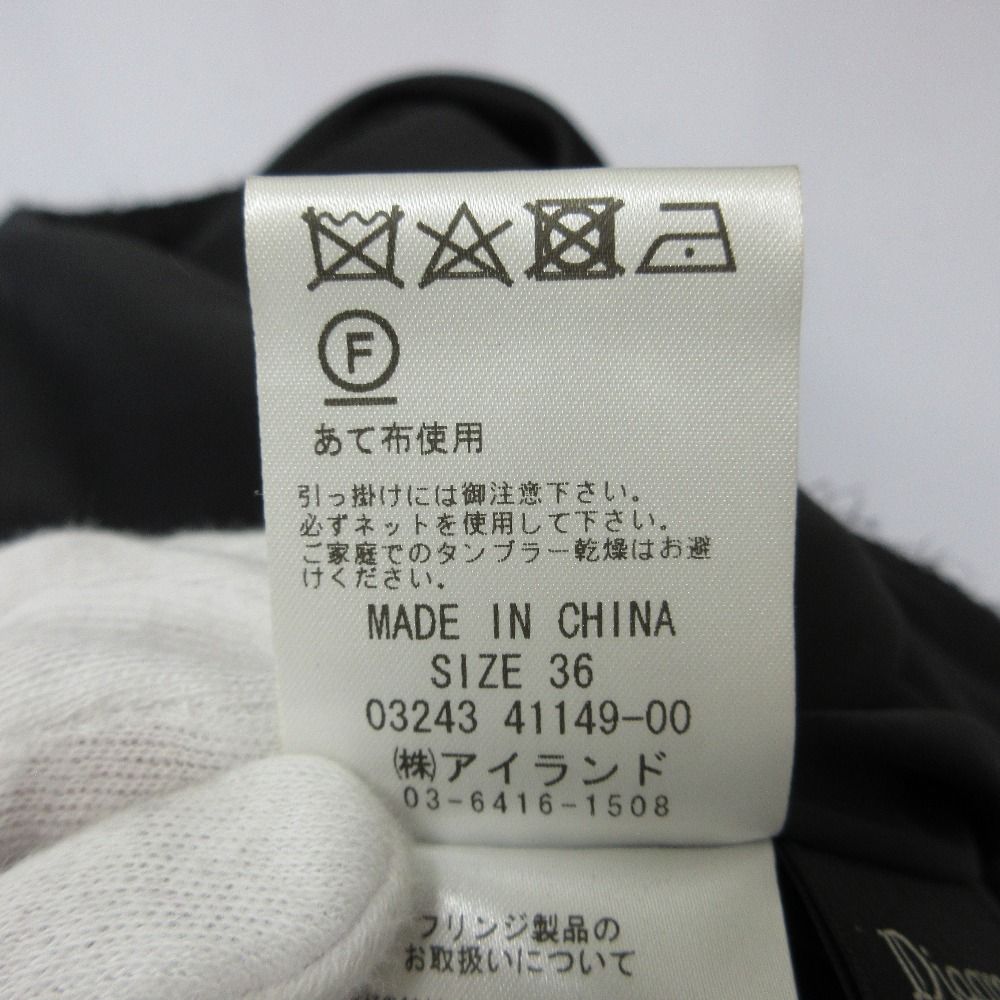 F
あて布使用
引っ掛けには御注意下さい。
必ずネットを使用して下さい。
ご家庭でのタンブラー乾燥はお避
けください。
MADE IN CHINA
SIZE 36
03243 41149-00
㈱アイランド
03-6416-1508
フリンジ製品の
お取扱いについて